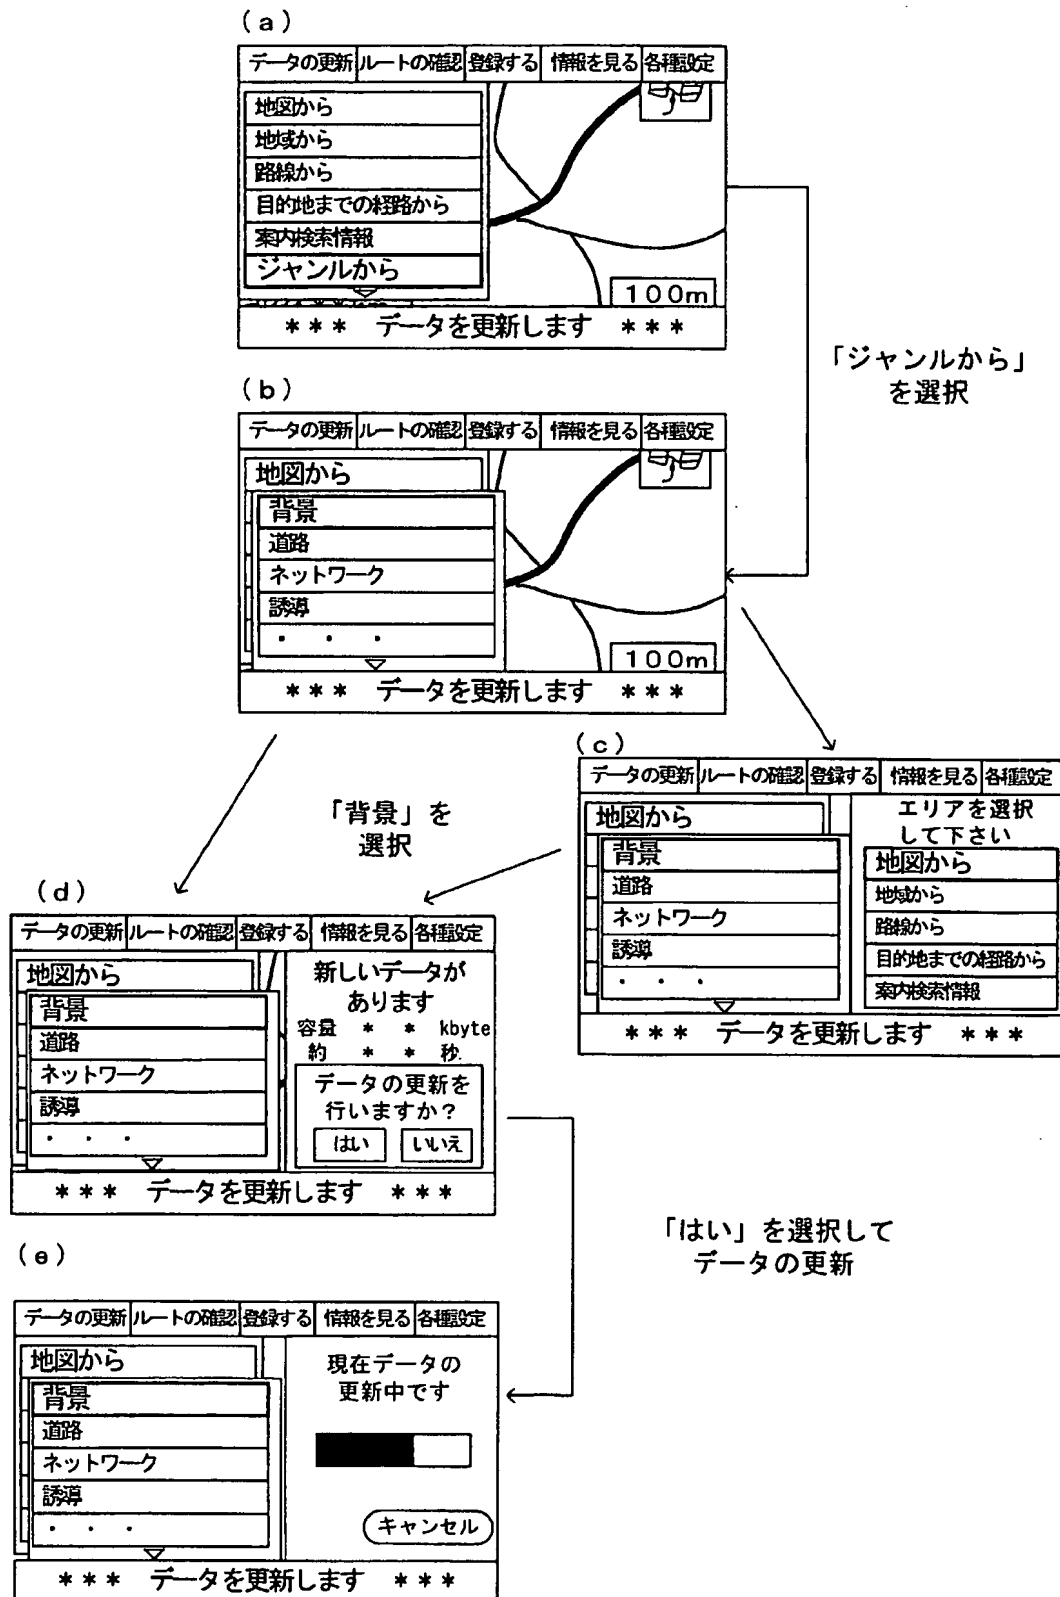 (a)
データの更新 ルートの確認 登録する 情報を見る 各種設定
地図から
地域から
路線から
目的地までの経路から
案内検索情報
ジャンルから
100m
*** データを更新します ***
「ジャンルから」
を選択
(b)
データの更新 ルートの確認 登録する 情報を見る 各種設定
地図から
背景
道路
ネットワーク
誘導
・ ・ ・
100m
*** データを更新します ***
「背景」を
選択
(c)
データの更新 ルートの確認 登録する 情報を見る 各種設定
地図から
背景
道路
ネットワーク
誘導
・ ・ ・
エリアを選択
して下さい
地図から
地域から
路線から
目的地までの経路から
案内検索情報
*** データを更新します ***
(d)
データの更新 ルートの確認 登録する 情報を見る 各種設定
地図から
背景
道路
ネットワーク
誘導
・ ・ ・
新しいデータが
あります
容量 * * kbyte
約 * * 秒.
データの更新を
行いますか?
はい いいえ
*** データを更新します ***
「はい」を選択して
データの更新
(e)
データの更新 ルートの確認 登録する 情報を見る 各種設定
地図から
背景
道路
ネットワーク
誘導
・ ・ ・
現在データの
更新中です
キャンセル
*** データを更新します ***